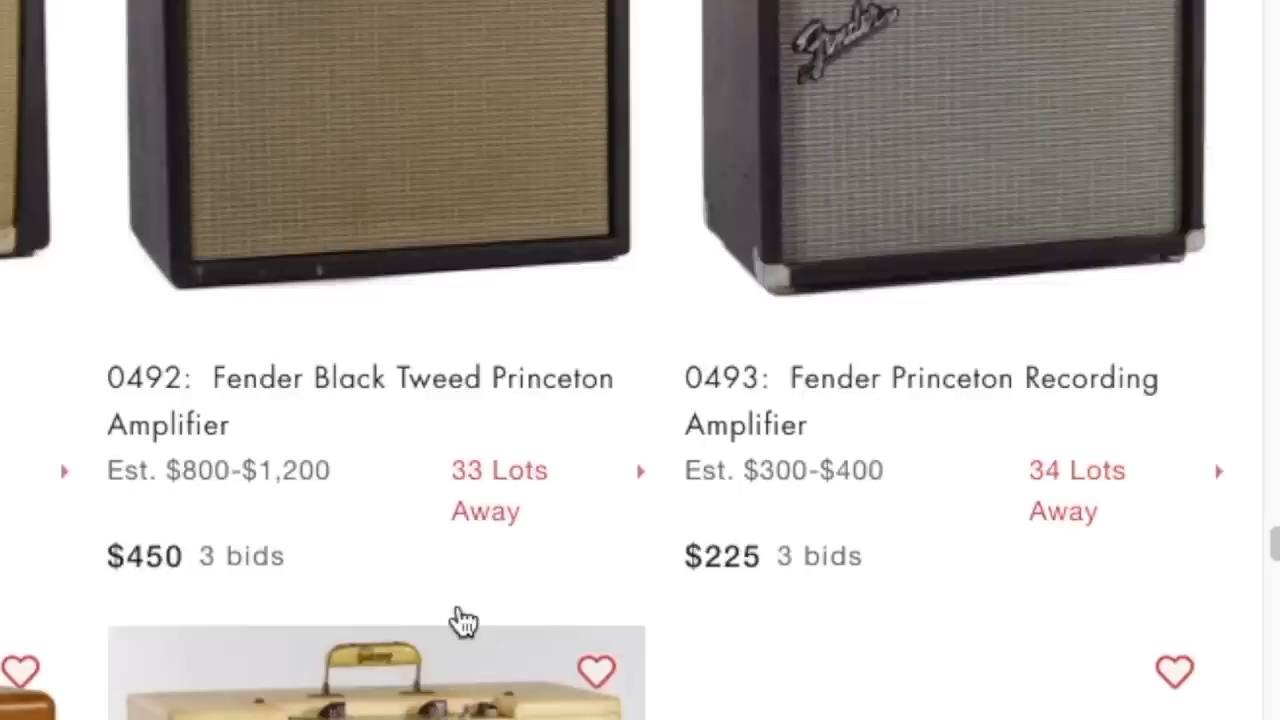 Fender
0492: Fender Black Tweed Princeton
Amplifier
Est. $800-$1,200
33 Lots
Away
$450 3 bids
0493: Fender Princeton Recording
Amplifier
Est. $300-$400
34 Lots
Away
$225 3 bids